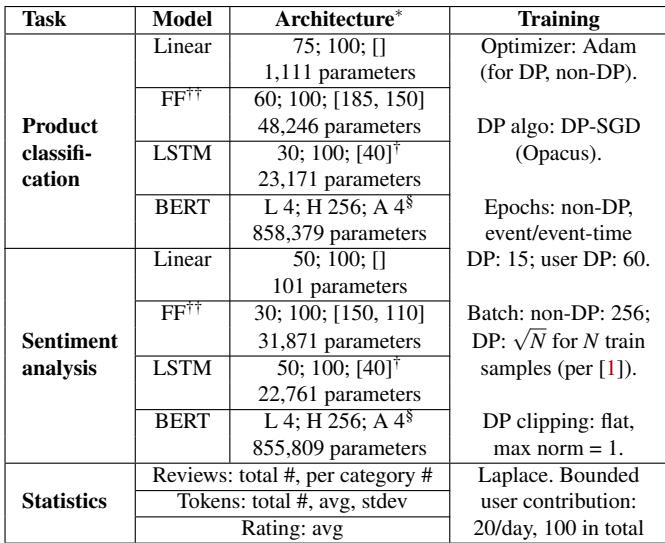 Task Model Architecture* Training
Linear 75; 100; [] Optimizer: Adam
1,111 parameters (for DP, non-DP).
FF†† 60; 100; [185, 150]
Product 48,246 parameters DP algo: DP-SGD
classifi- LSTM 30; 100; [40]† (Opacus).
cation 23,171 parameters
BERT L 4; H 256; A 4§ Epochs: non-DP,
858,379 parameters event/event-time
Linear 50; 100; [] DP: 15; user DP: 60.
101 parameters
FF†† 30; 100; [150, 110] Batch: non-DP: 256;
Sentiment 31,871 parameters DP: √N for N train
analysis LSTM 50; 100; [40]† samples (per [1]).
22,761 parameters
BERT L 4; H 256; A 4§ DP clipping: flat,
855,809 parameters max norm = 1.
Reviews: total #, per category # Laplace. Bounded
Statistics Tokens: total #, avg, stdev user contribution:
Rating: avg 20/day, 100 in total